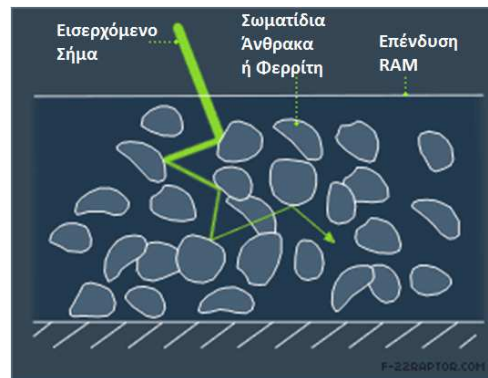 Εισερχόμενο
Σήμα
Σωματίδια
Άνθρακα
ή Φερρίτη
Επένδυση
RAM
F-22RAPTOR.COM